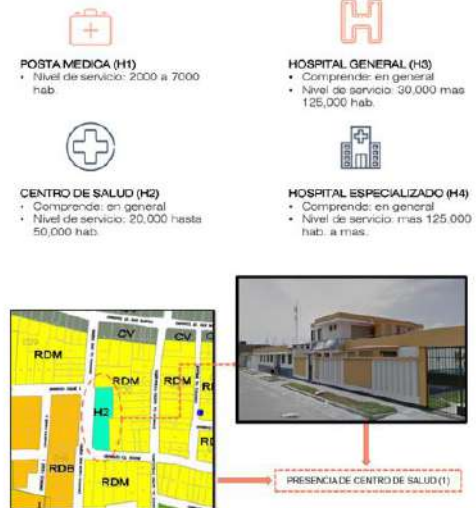 POSTA MEDICA (H1)
• Nivel de servicio: 2000 a 7000
hab.
HOSPITAL GENERAL (H3)
• Comprende: en general
• Nivel de servicio: 30,000 mas
125,000 hab.
CENTRO DE SALUD (H2)
• Comprende: en general
• Nivel de servicio: 20,000 hasta
50,000 hab.
HOSPITAL ESPECIALIZADO (H4)
• Comprende: en general
• Nivel de servicio: mas 125,000
hab. a mas.
CV
CV
RDM
RDM
RDM
H2
RDB
RDM
PRESENCIA DE CENTRO DE SALUD (1)